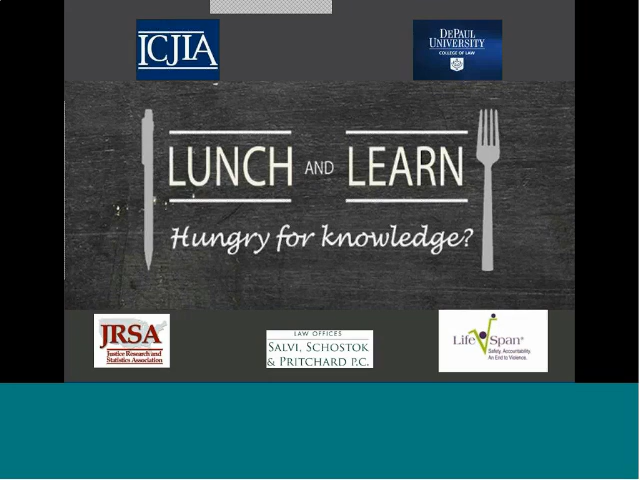 ICJIA
DEPAUL
UNIVERSITY
COLLEGE OF LAW
LUNCH AND LEARN
Hungry for knowledge?
JRSA
Justice Research and
Statistics Association
LAW OFFICES
SALVI, SCHOSTOK
& PRITCHARD P.C.
Life Span®
Safety. Accountability.
An End to Violence.